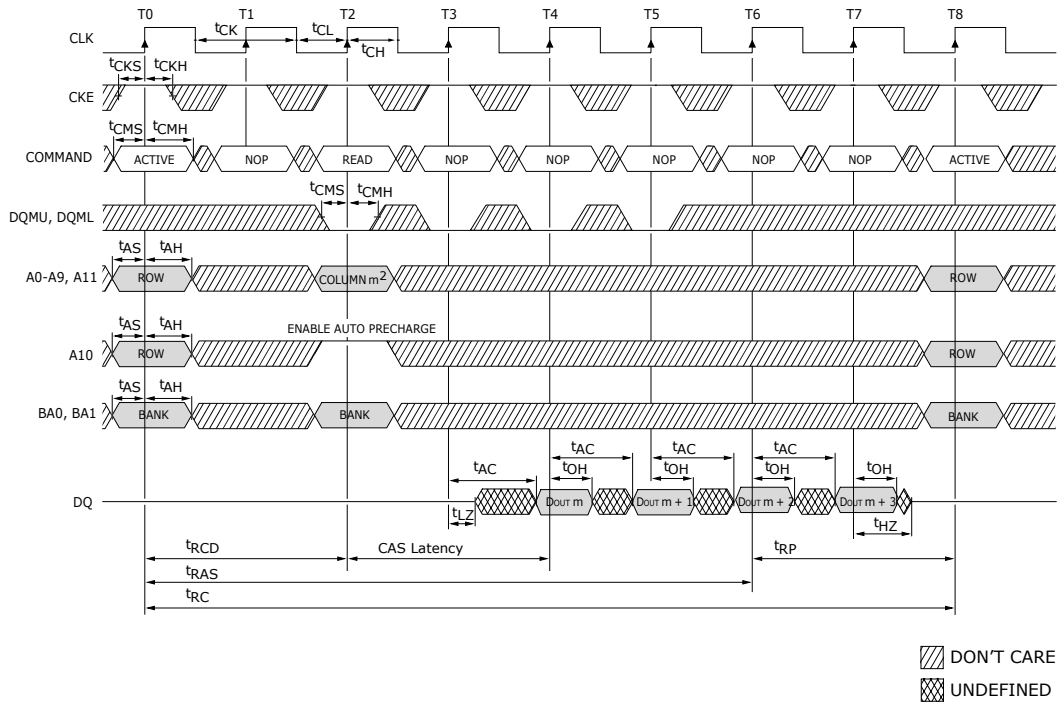 T0 T1 T2 T3 T4 T5 T6 T7 T8
CLK
tCK tCL tCH
tCKS tCKH
CKE
tCMS tCMH
COMMAND ACTIVE NOP READ NOP NOP NOP NOP NOP ACTIVE
tCMS tCMH
DQMU, DQML
tAS tAH
A0-A9, A11 ROW COLUMN m2 ROW
tAS tAH ENABLE AUTO PRECHARGE
A10 ROW ROW
tAS tAH
BA0, BA1 BANK BANK BANK
tAC tAC tAC tAC
tOH tOH tOH tOH
DQ DOUT m DOUT m + 1 DOUT m + 2 DOUT m + 3
tLZ tHZ
tRCD CAS Latency tRP
tRAS
tRC
DON'T CARE
UNDEFINED